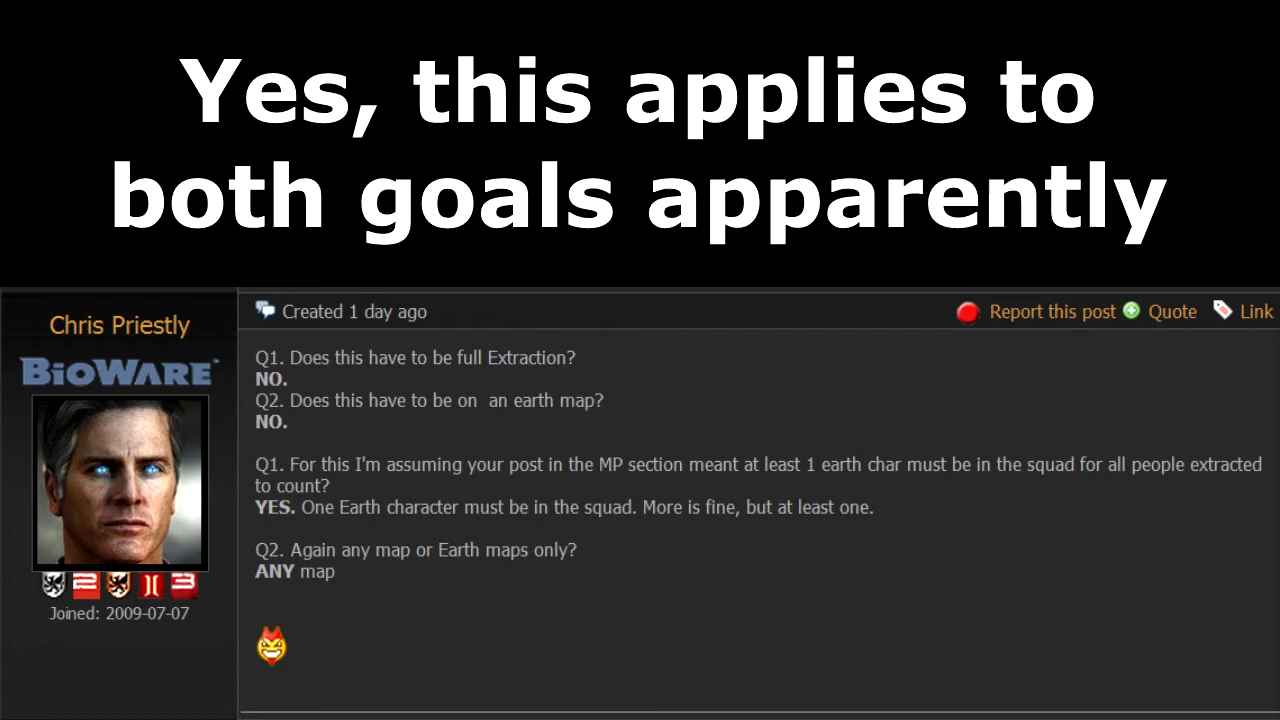 Yes, this applies to
both goals apparently
Chris Priestly
BIOWARE
Joined: 2009-07-07
Created 1 day ago
Report this post Quote Link
Q1. Does this have to be full Extraction?
NO.
Q2. Does this have to be on  an earth map?
NO.
Q1. For this I'm assuming your post in the MP section meant at least 1 earth char must be in the squad for all people extracted
to count?
YES. One Earth character must be in the squad. More is fine, but at least one.
Q2. Again any map or Earth maps only?
ANY map